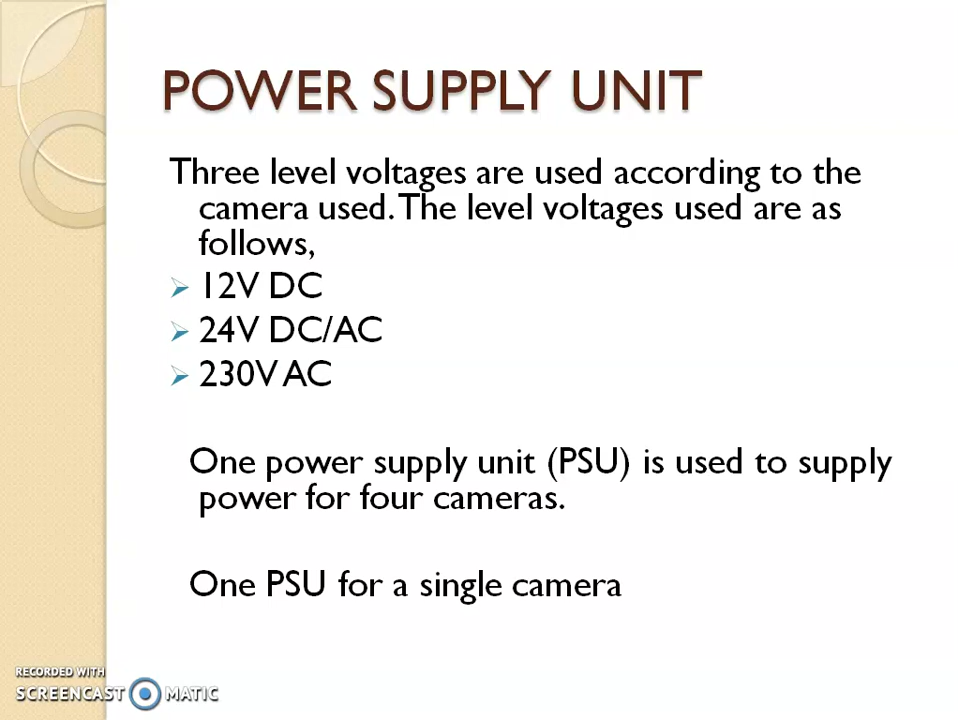 POWER SUPPLY UNIT
Three level voltages are used according to the
camera used. The level voltages used are as
follows,
12V DC
24V DC/AC
230V AC
One power supply unit (PSU) is used to supply
power for four cameras.
One PSU for a single camera
RECORDED WITH
SCREENCAST MATIC